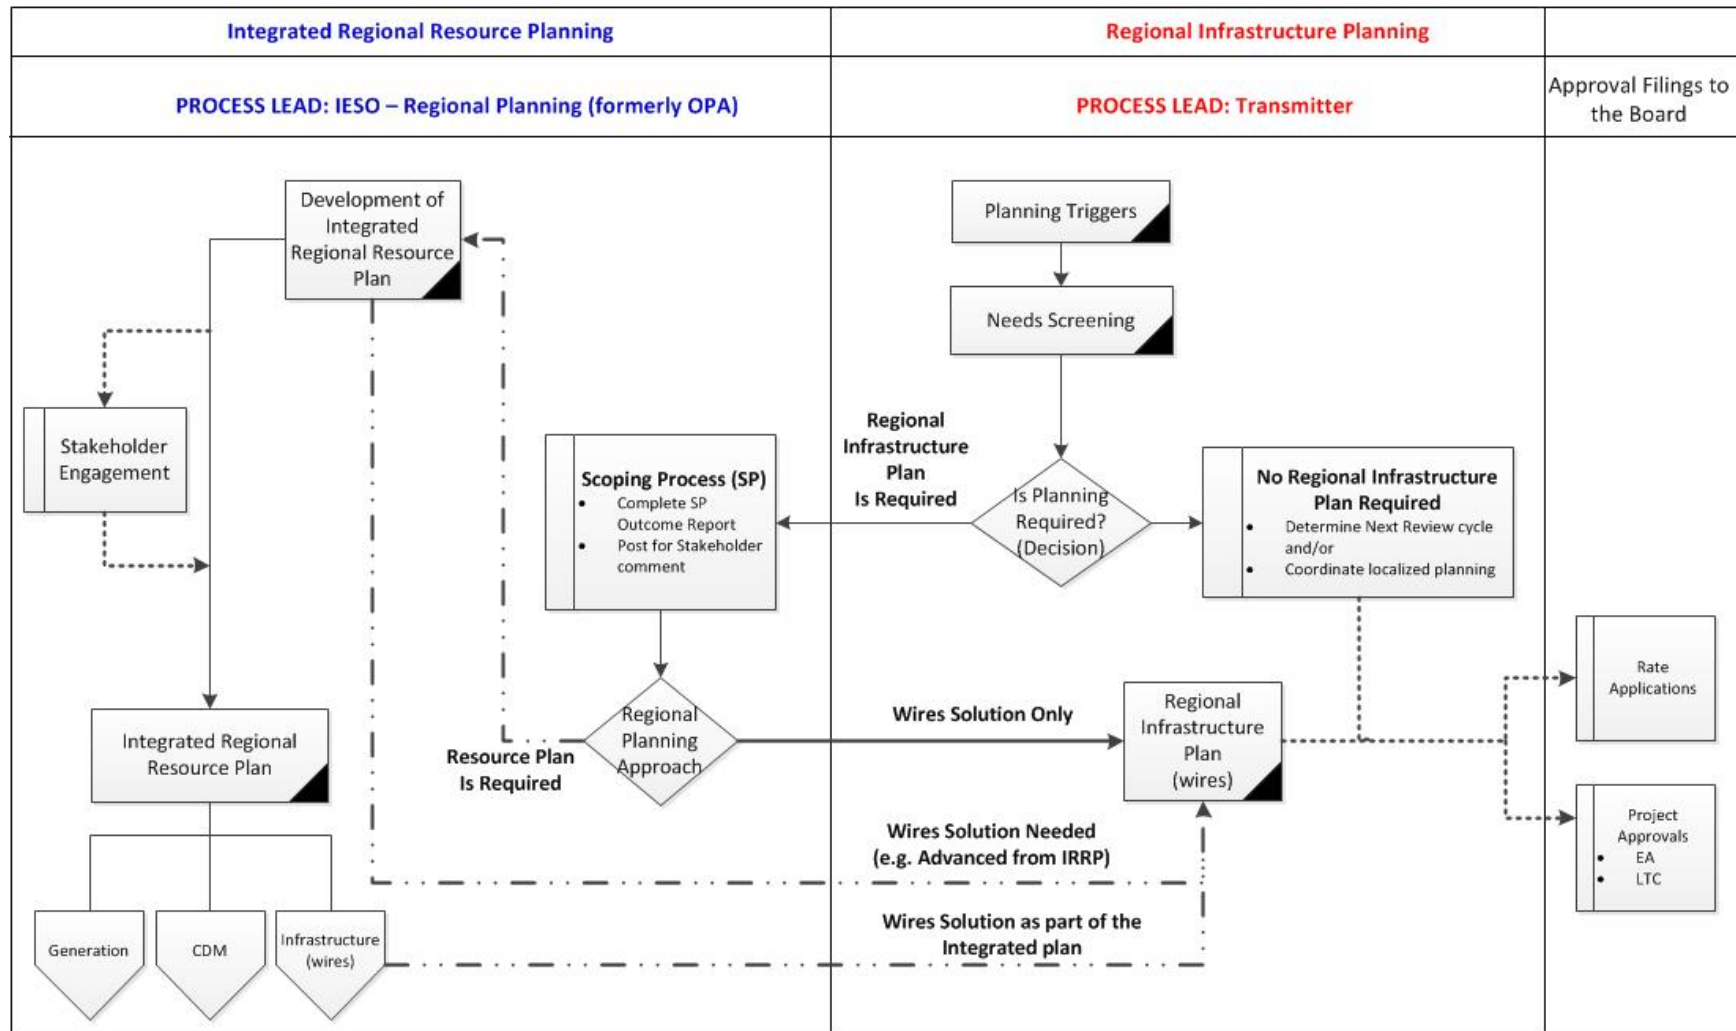 Integrated Regional Resource Planning
Regional Infrastructure Planning
PROCESS LEAD: IESO – Regional Planning (formerly OPA)
PROCESS LEAD: Transmitter
Approval Filings to
the Board
Development of
Integrated
Regional Resource
Plan
Planning Triggers
Needs Screening
Stakeholder
Engagement
Scoping Process (SP)
• Complete SP
Outcome Report
• Post for Stakeholder
comment
Regional
Infrastructure
Plan
Is Required
Is Planning
Required?
(Decision)
No Regional Infrastructure
Plan Required
• Determine Next Review cycle
and/or
• Coordinate localized planning
Rate
Applications
Integrated Regional
Resource Plan
Resource Plan
Is Required
Regional
Planning
Approach
Wires Solution Only
Regional
Infrastructure
Plan
(wires)
Wires Solution Needed
(e.g. Advanced from IRRP)
Project
Approvals
• EA
• LTC
Generation
CDM
Infrastructure
(wires)
Wires Solution as part of the
Integrated plan